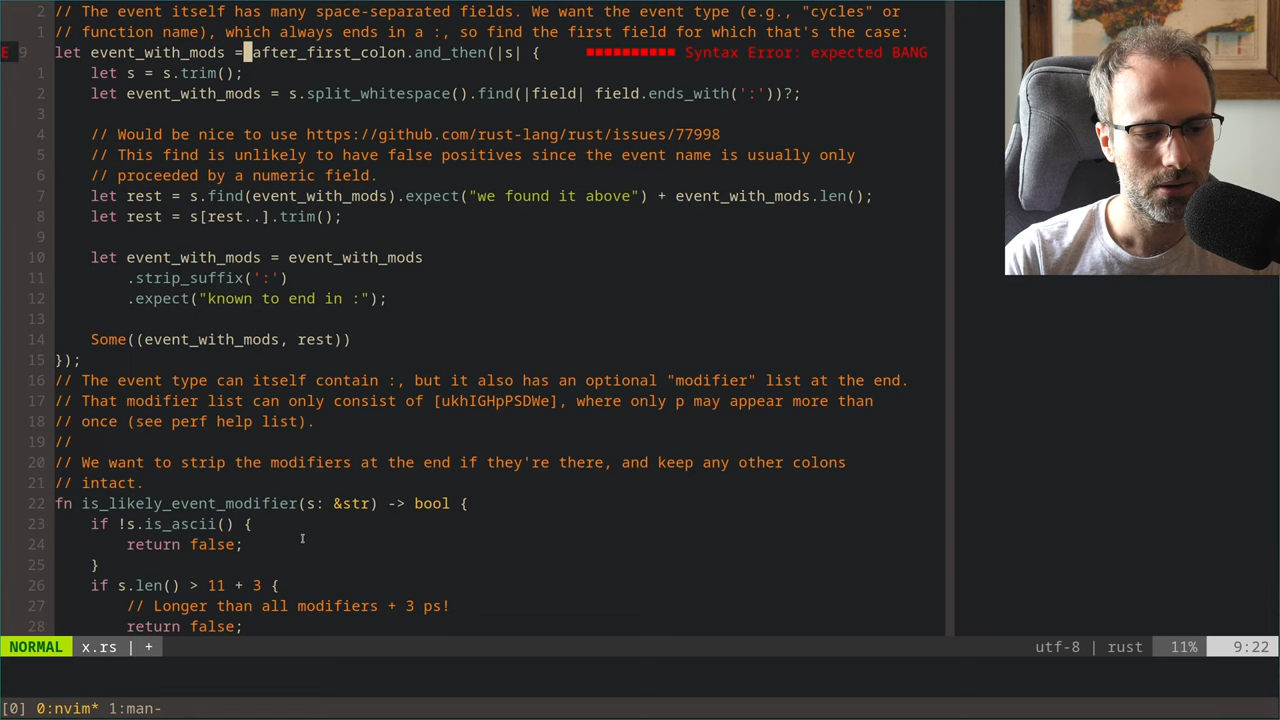 2 // The event itself has many space-separated fields. We want the event type (e.g., "cycles" or
1 // function name), which always ends in a :, so find the first field for which that's the case:
E 9 let event_with_mods = after_first_colon.and_then(|s| { ■■■■■■■■■■ Syntax Error: expected BANG
1 let s = s.trim();
2 let event_with_mods = s.split_whitespace().find(|field| field.ends_with(':'))?;
3
4 // Would be nice to use https://github.com/rust-lang/rust/issues/77998
5 // This find is unlikely to have false positives since the event name is usually only
6 // proceeded by a numeric field.
7 let rest = s.find(event_with_mods).expect("we found it above") + event_with_mods.len();
8 let rest = s[rest..].trim();
9
10 let event_with_mods = event_with_mods
11 .strip_suffix(':')
12 .expect("known to end in :");
13
14 Some((event_with_mods, rest))
15 });
16 // The event type can itself contain :, but it also has an optional "modifier" list at the end.
17 // That modifier list can only consist of [ukhIGHpPSDWe], where only p may appear more than
18 // once (see perf help list).
19 //
20 // We want to strip the modifiers at the end if they're there, and keep any other colons
21 // intact.
22 fn is_likely_event_modifier(s: &str) -> bool {
23 if !s.is_ascii() {
24 return false;
25 }
26 if s.len() > 11 + 3 {
27 // Longer than all modifiers + 3 ps!
28 return false;
NORMAL x.rs | + utf-8 | rust 11% 9:22
[0] 0:nvim* 1:man-